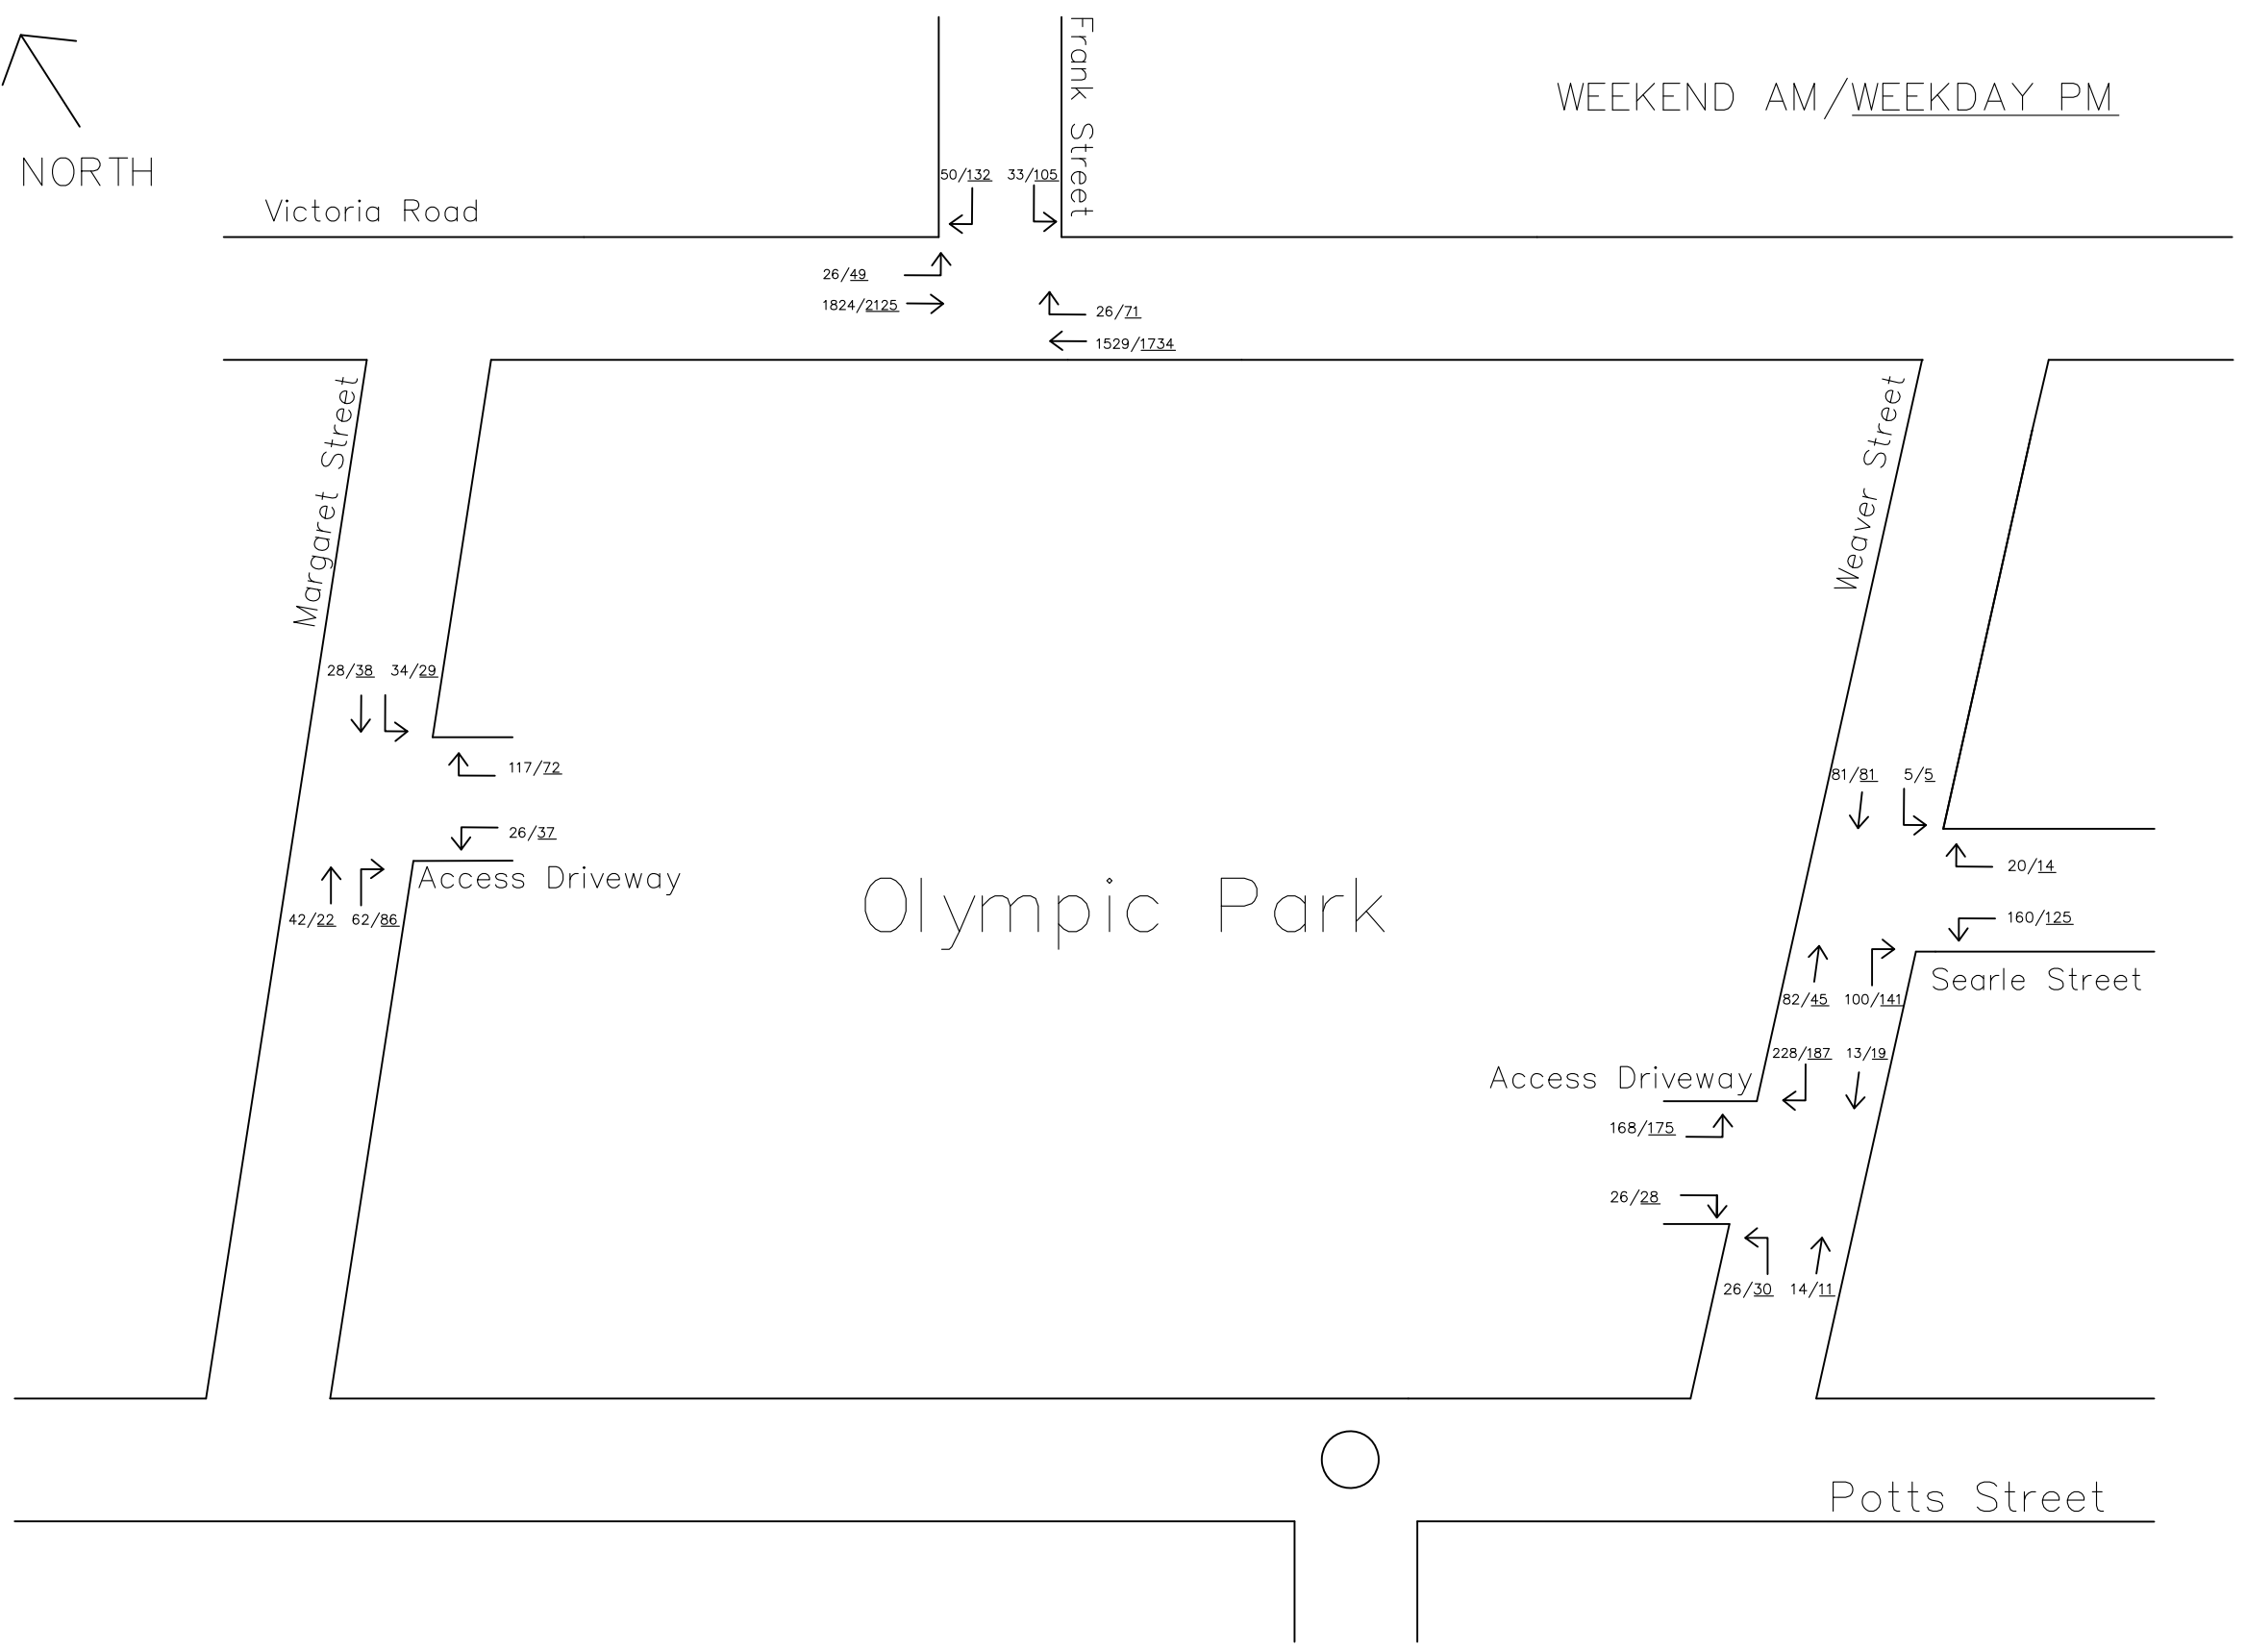 Frank Street
WEEKEND AM/WEEKDAY PM
NORTH
50/132 33/105
Victoria Road
26/49
1824/2125
26/71
1529/1734
Margaret Street
Weaver Street
28/38 34/29
117/72
81/81 5/5
26/37
20/14
Access Driveway
Olympic Park
42/22 62/86
160/125
Searle Street
82/45 100/141
228/187 13/19
Access Driveway
168/175
26/28
26/30 14/11
Potts Street